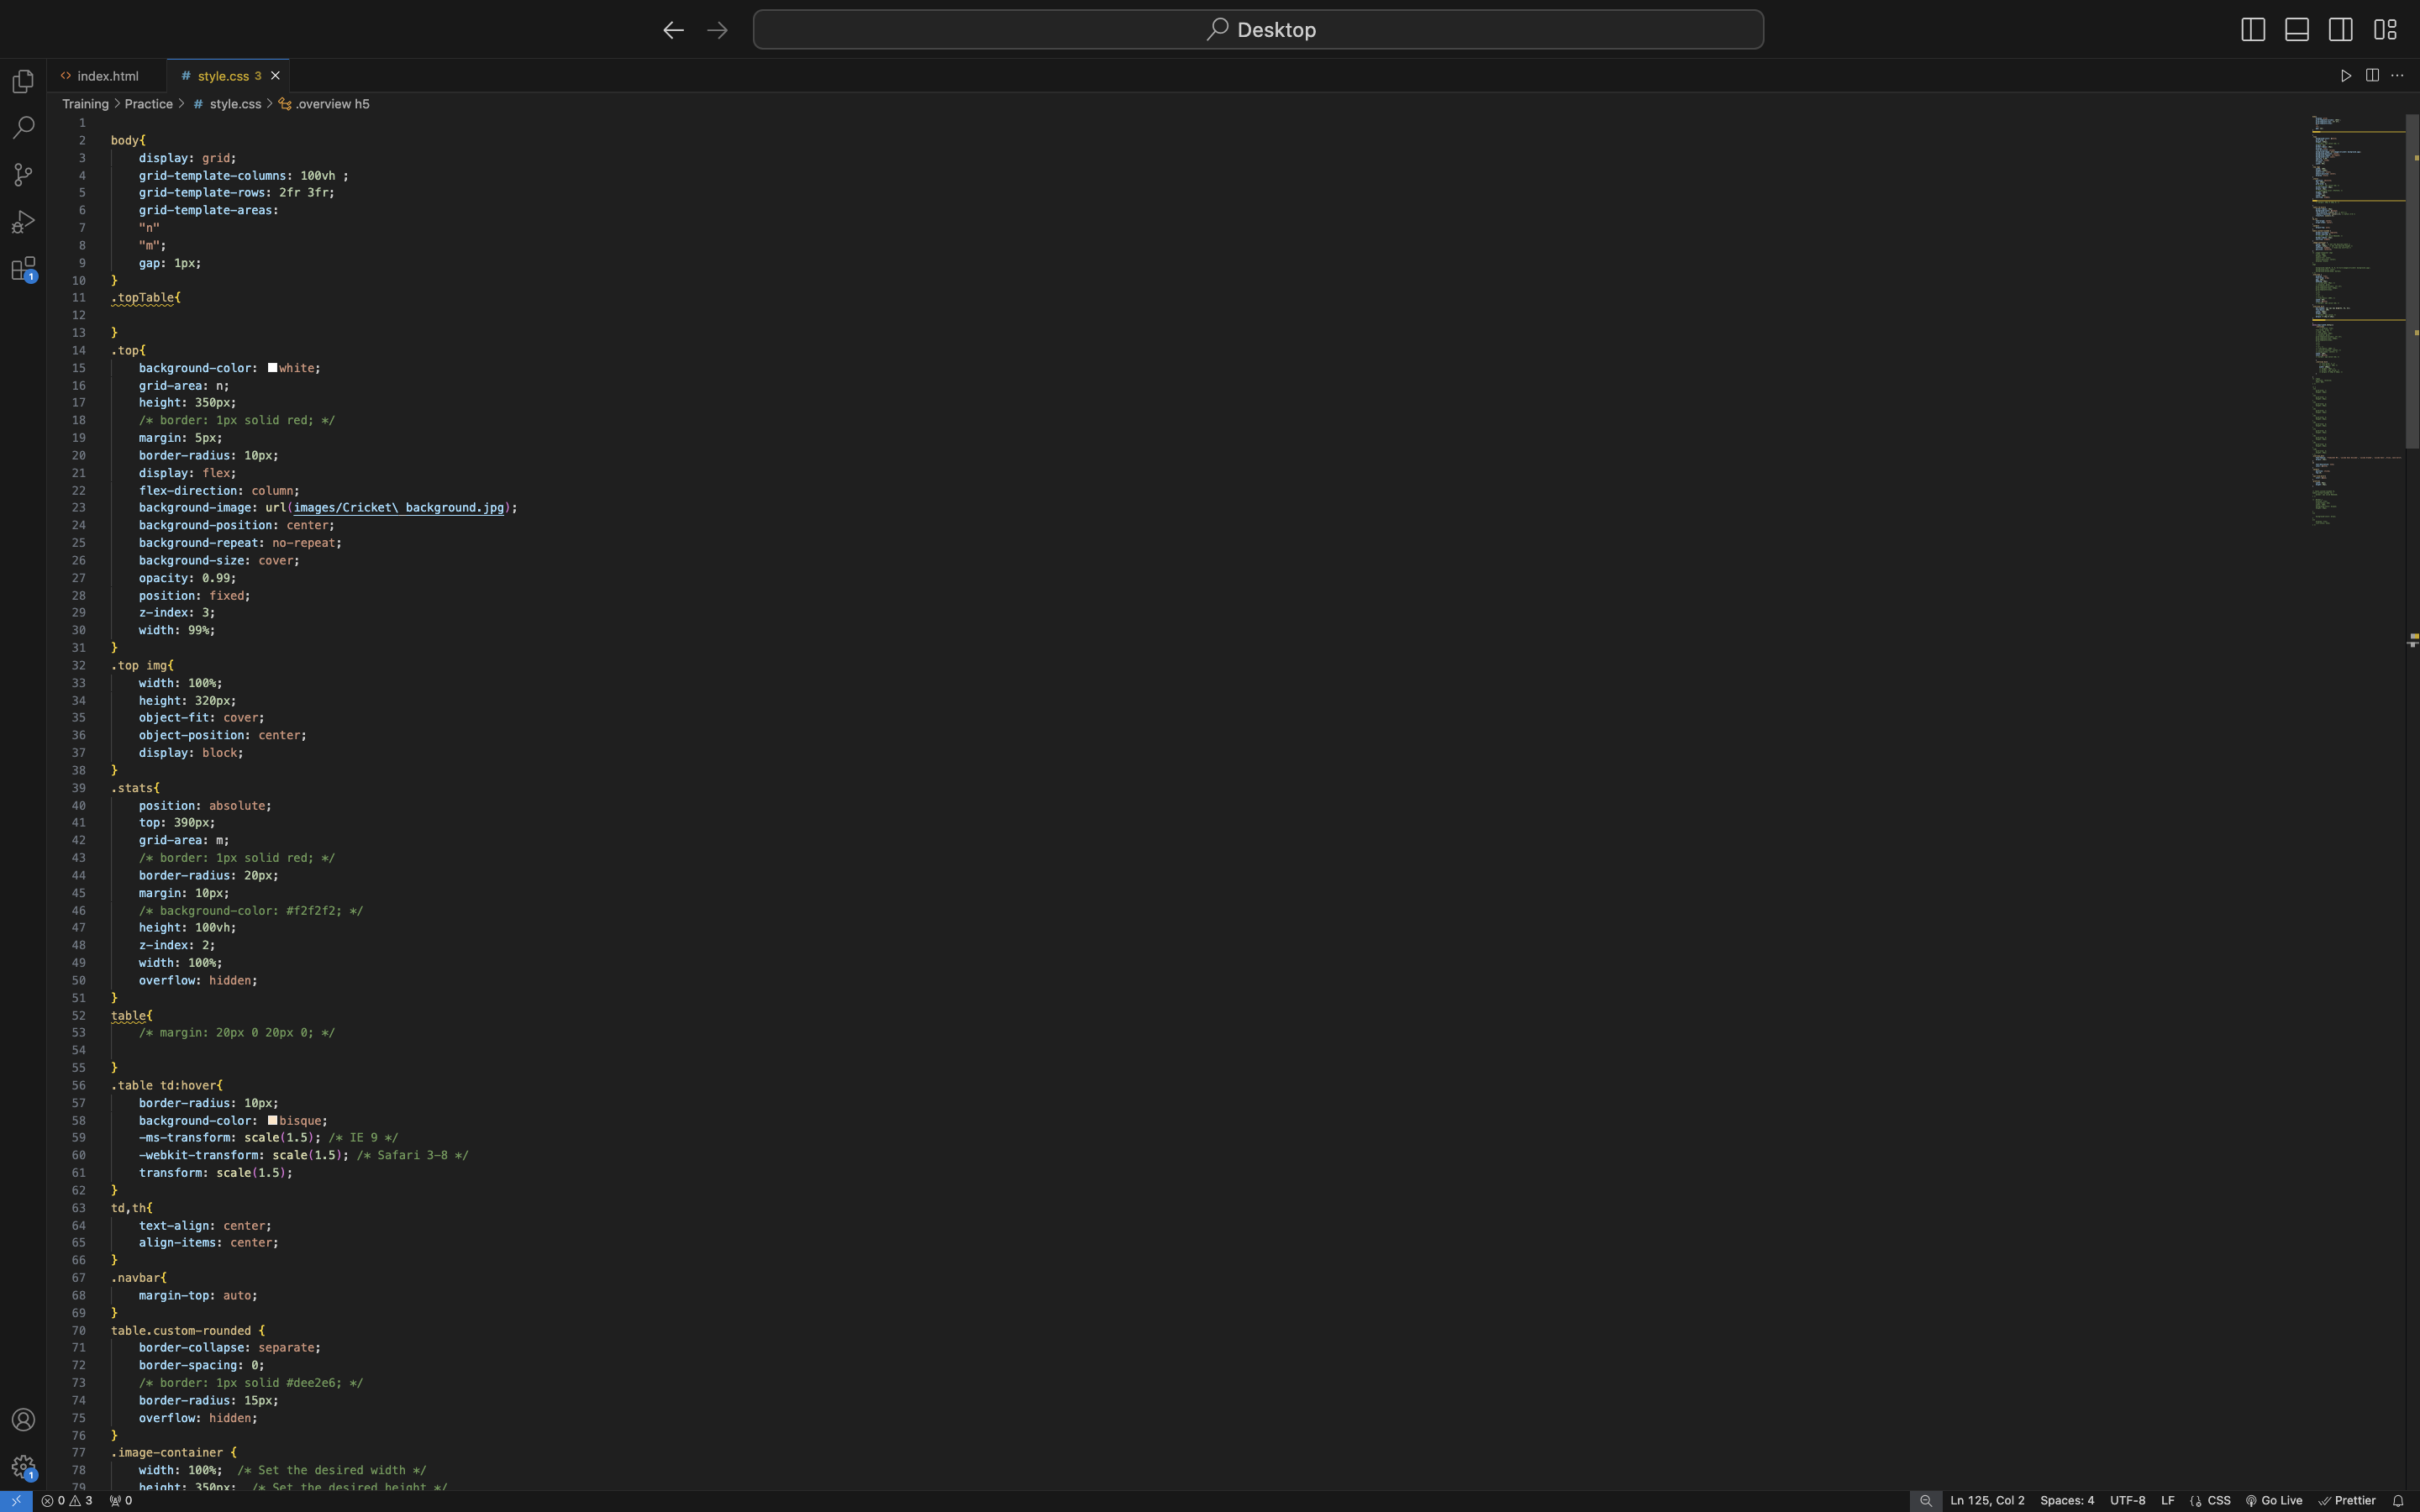 Desktop
index.html
# style.css 3
Training > Practice > # style.css > .overview h5
1
2 body{
3 display: grid;
4 grid-template-columns: 100vh ;
5 grid-template-rows: 2fr 3fr;
6 grid-template-areas:
7 "n"
8 "m";
9 gap: 1px;
10 }
11 .topTable{
12
13 }
14 .top{
15 background-color: white;
16 grid-area: n;
17 height: 350px;
18 /* border: 1px solid red; */
19 margin: 5px;
20 border-radius: 10px;
21 display: flex;
22 flex-direction: column;
23 background-image: url(images/Cricket\ background.jpg);
24 background-position: center;
25 background-repeat: no-repeat;
26 background-size: cover;
27 opacity: 0.99;
28 position: fixed;
29 z-index: 3;
30 width: 99%;
31 }
32 .top img{
33 width: 100%;
34 height: 320px;
35 object-fit: cover;
36 object-position: center;
37 display: block;
38 }
39 .stats{
40 position: absolute;
41 top: 390px;
42 grid-area: m;
43 /* border: 1px solid red; */
44 border-radius: 20px;
45 margin: 10px;
46 /* background-color: #f2f2f2; */
47 height: 100vh;
48 z-index: 2;
49 width: 100%;
50 overflow: hidden;
51 }
52 table{
53 /* margin: 20px 0 20px 0; */
54
55 }
56 .table td:hover{
57 border-radius: 10px;
58 background-color: bisque;
59 -ms-transform: scale(1.5); /* IE 9 */
60 -webkit-transform: scale(1.5); /* Safari 3-8 */
61 transform: scale(1.5);
62 }
63 td,th{
64 text-align: center;
65 align-items: center;
66 }
67 .navbar{
68 margin-top: auto;
69 }
70 table.custom-rounded {
71 border-collapse: separate;
72 border-spacing: 0;
73 /* border: 1px solid #dee2e6; */
74 border-radius: 15px;
75 overflow: hidden;
76 }
77 .image-container {
78 width: 100%; /* Set the desired width */
79 height: 350px; /* Set the desired height */
1
1
0 3 0
Ln 125, Col 2 Spaces: 4 UTF-8 LF {} CSS Go Live Prettier